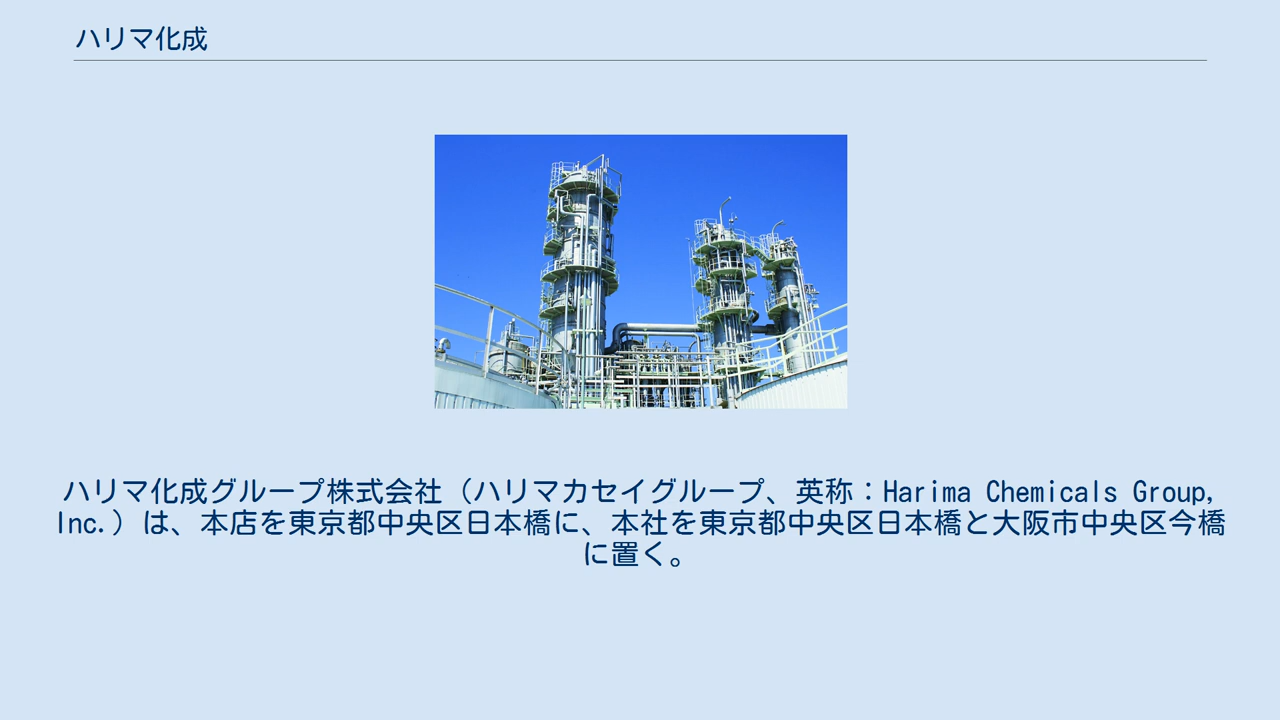 ハリマ化成
ハリマ化成グループ株式会社（ハリマカセイグループ、英称：Harima Chemicals Group,
Inc.）は、本店を東京都中央区日本橋に、本社を東京都中央区日本橋と大阪市中央区今橋
に置く。